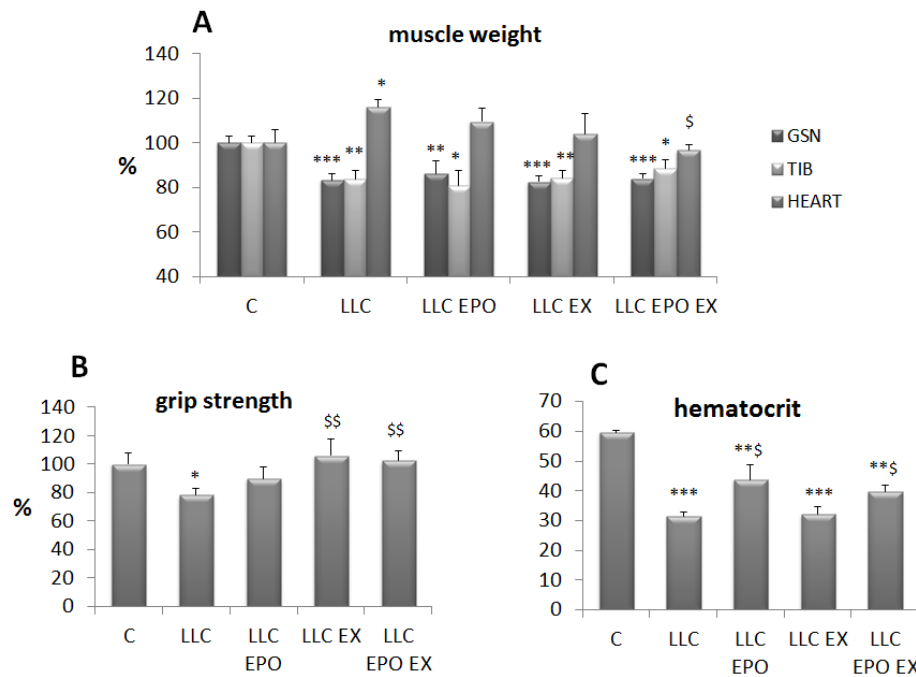 A
muscle weight
140
120
100
80
60
40
%
*
*** **
** *
*** **
*** * $
C LLC LLC EPO LLC EX LLC EPO EX
GSN
TIB
HEART
B
grip strength
140
120
100
80
60
40
20
0
%
*
$$
$$
C LLC LLC EPO LLC EX LLC EPO EX
C
hematocrit
70
60
50
40
30
20
10
0
***
**$
***
**$
C LLC LLC EPO LLC EX LLC EPO EX